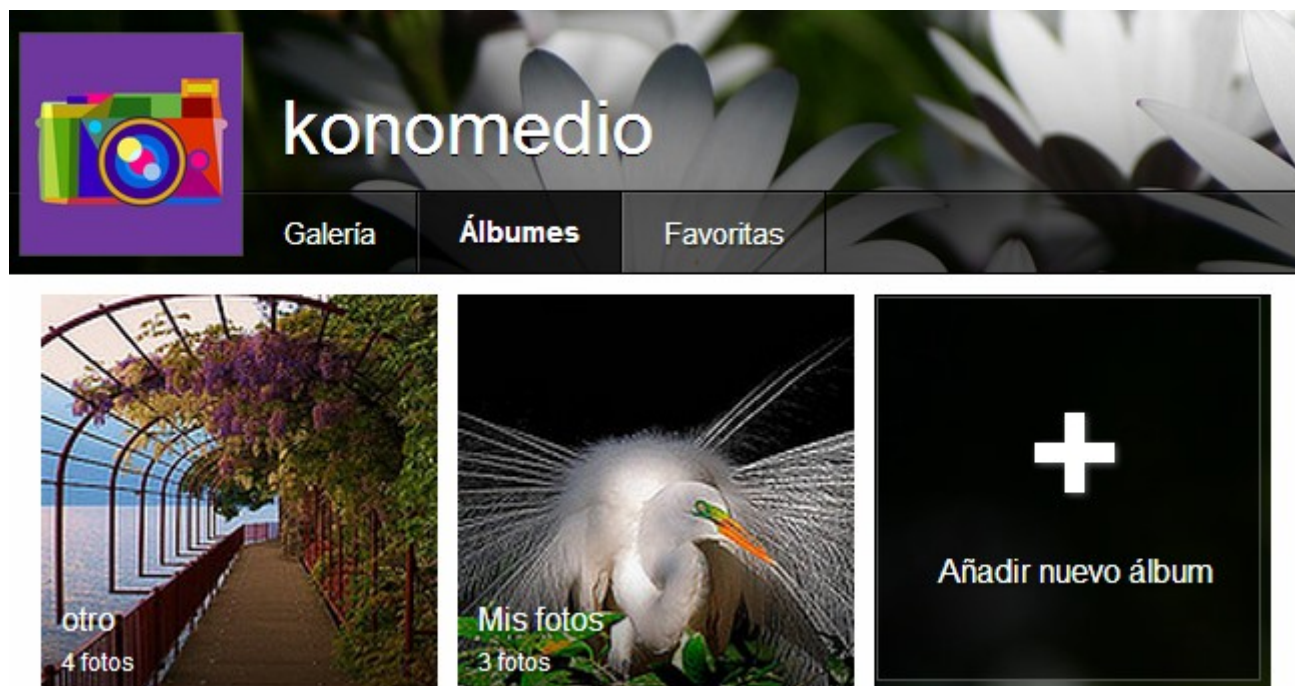 konomedio
Galería Álbumes Favoritas
otro
4 fotos
Mis fotos
3 fotos
Añadir nuevo álbum